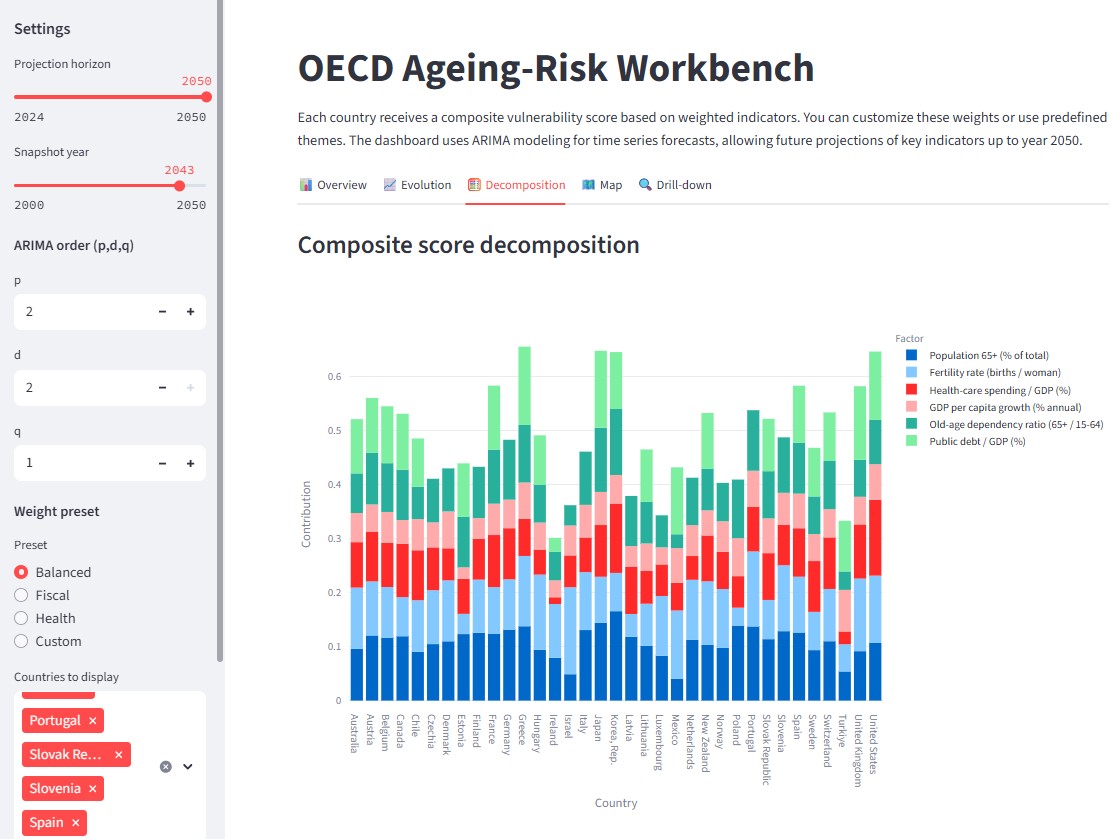 Settings
Projection horizon
2050
2024 2050
Snapshot year
2043
2000 2050
ARIMA order (p,d,q)
p
2 − +
d
2 − +
q
1 − +
Weight preset
Preset
Balanced
Fiscal
Health
Custom
Countries to display
Portugal ×
Slovak Re... ×
Slovenia ×
Spain ×
OECD Ageing-Risk Workbench
Each country receives a composite vulnerability score based on weighted indicators. You can customize these weights or use predefined
themes. The dashboard uses ARIMA modeling for time series forecasts, allowing future projections of key indicators up to year 2050.
Overview Evolution Decomposition Map Drill-down
Composite score decomposition
Factor
Population 65+ (% of total)
Fertility rate (births / woman)
Health-care spending / GDP (%)
GDP per capita growth (% annual)
Old-age dependency ratio (65+ / 15-64)
Public debt / GDP (%)
Contribution
0.6
0.5
0.4
0.3
0.2
0.1
0
Australia
Austria
Belgium
Canada
Chile
Czechia
Denmark
Estonia
Finland
France
Germany
Greece
Hungary
Ireland
Israel
Italy
Japan
Korea, Rep.
Latvia
Lithuania
Luxembourg
Mexico
Netherlands
New Zealand
Norway
Poland
Portugal
Slovak Republic
Slovenia
Spain
Sweden
Switzerland
Turkiye
United Kingdom
United States
Country